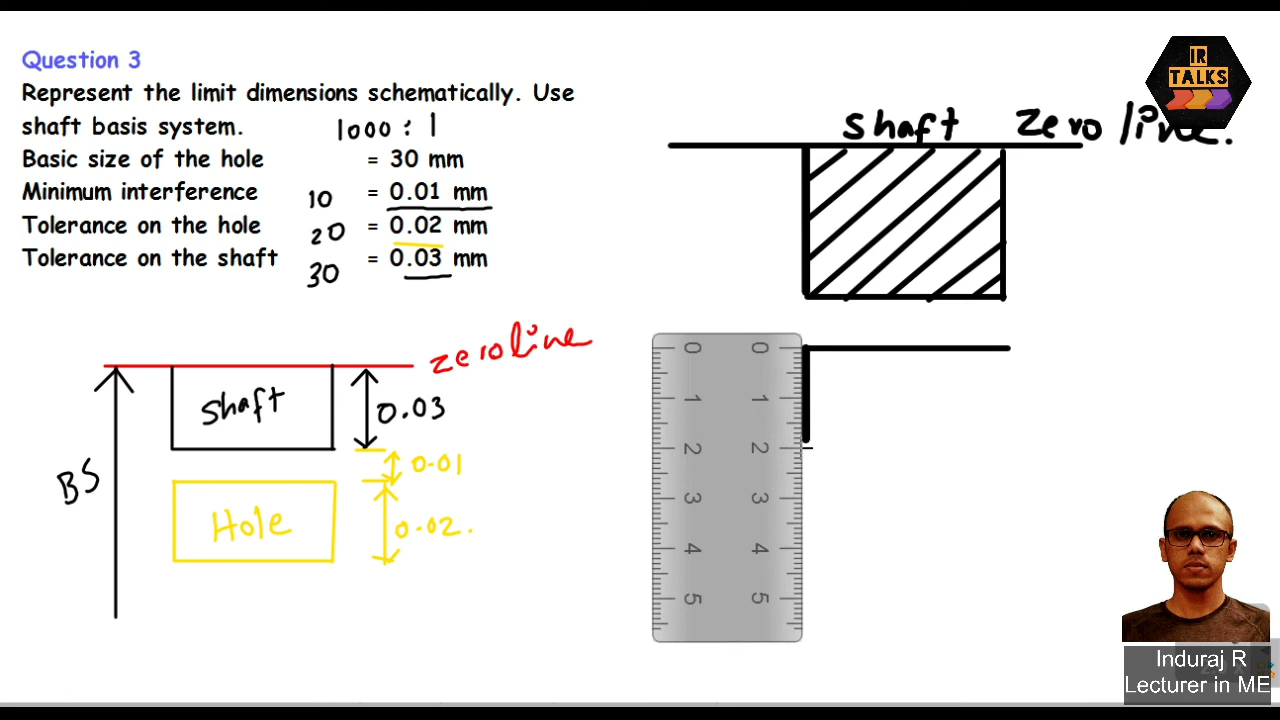 Question 3
Represent the limit dimensions schematically. Use
shaft basis system. 1000 : 1
Basic size of the hole = 30 mm
Minimum interference 10 = 0.01 mm
Tolerance on the hole 20 = 0.02 mm
Tolerance on the shaft 30 = 0.03 mm
IR
TALKS
shaft zero line.
zero line
shaft
0.03
BS
0.01
Hole
0.02.
0 0
1 1
2 2
3 3
4 4
5 5
Induraj R
Lecturer in ME